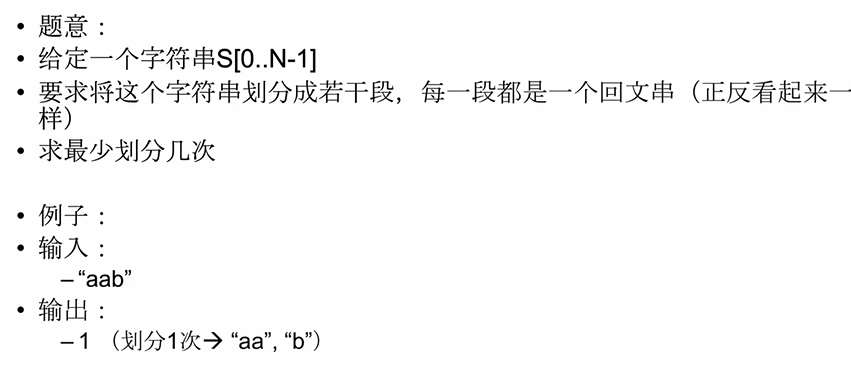 • 题意：
• 给定一个字符串S[0..N-1]
• 要求将这个字符串划分成若干段，每一段都是一个回文串（正反看起来一
样）
• 求最少划分几次
• 例子：
• 输入：
– “aab”
• 输出：
– 1 （划分1次→ “aa”, “b”）